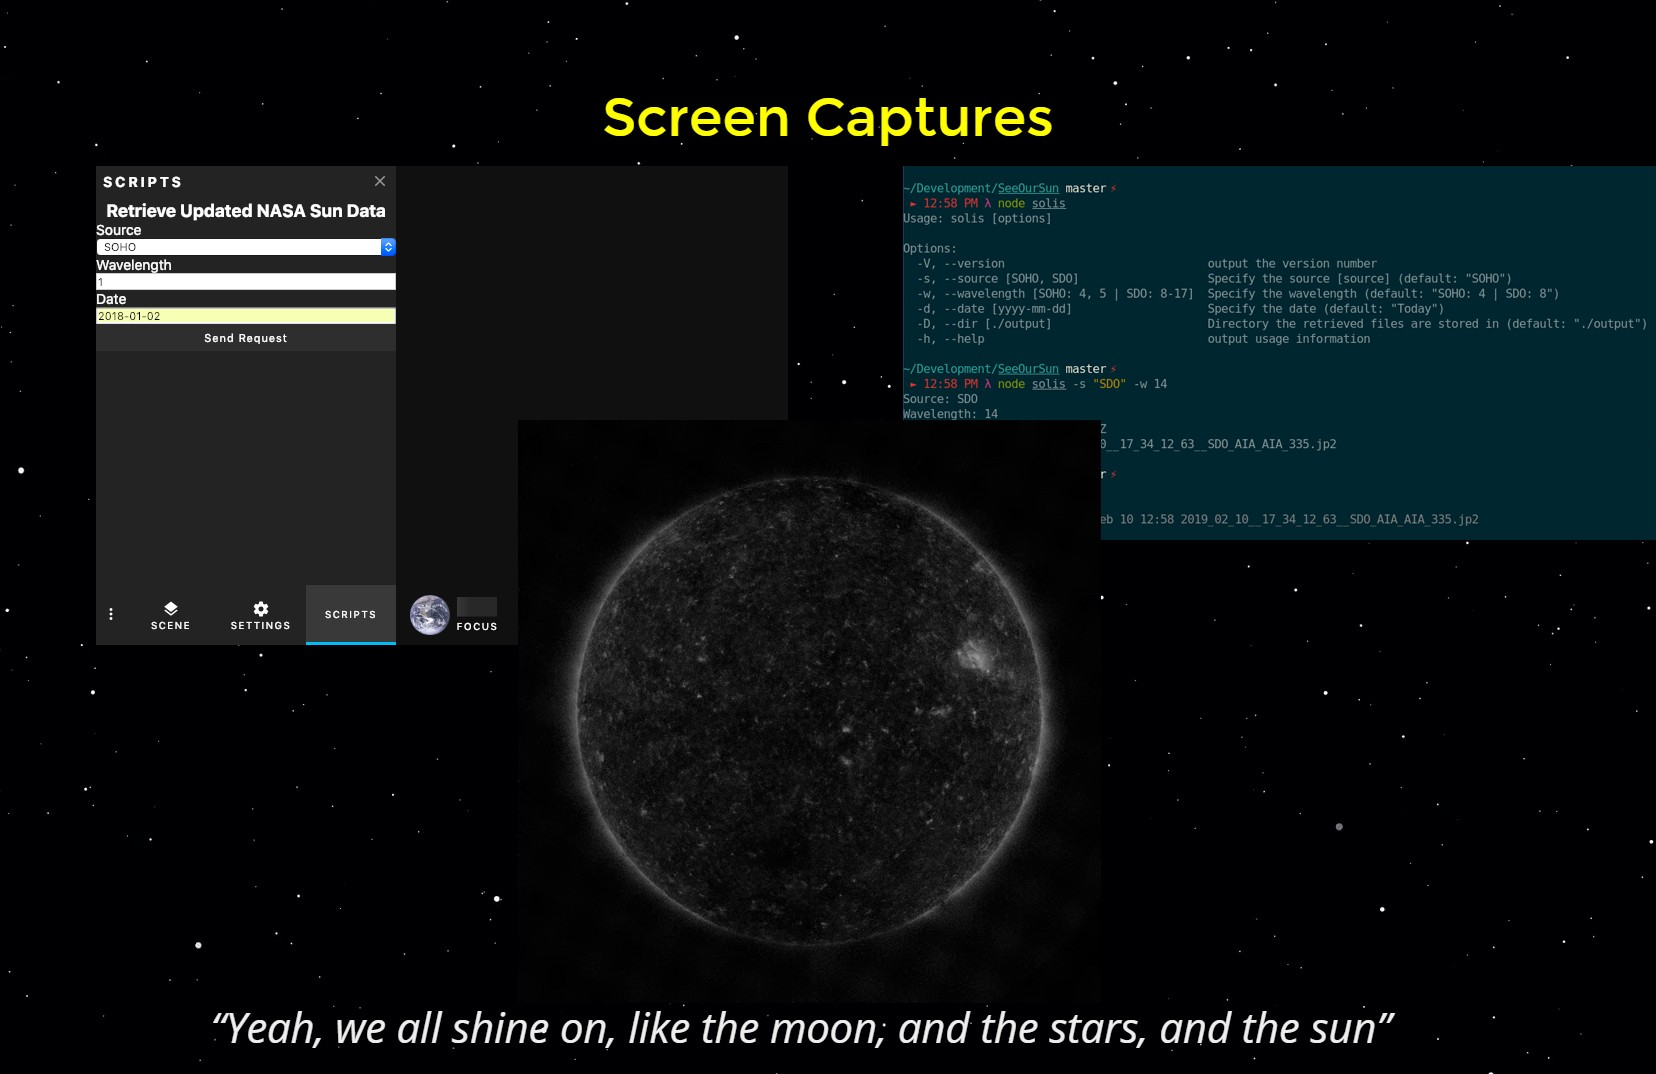 Screen Captures
SCRIPTS
Retrieve Updated NASA Sun Data
Source
SOHO
Wavelength
1
Date
2018-01-02
Send Request
SCENE
SETTINGS
SCRIPTS
FOCUS
~/Development/SeeOurSun master⚡
► 12:58 PM λ node solis
Usage: solis [options]
Options:
-V, --version output the version number
-s, --source [SOHO, SDO] Specify the source [source] (default: "SOHO")
-w, --wavelength [SOHO: 4, 5 | SDO: 8-17] Specify the wavelength (default: "SOHO: 4 | SDO: 8")
-d, --date [yyyy-mm-dd] Specify the date (default: "Today")
-D, --dir [./output] Directory the retrieved files are stored in (default: "./output")
-h, --help output usage information
~/Development/SeeOurSun master⚡
► 12:58 PM λ node solis -s "SDO" -w 14
Source: SDO
Wavelength: 14
Z
__17_34_12_63__SDO_AIA_AIA_335.jp2
r⚡
eb 10 12:58 2019_02_10__17_34_12_63__SDO_AIA_AIA_335.jp2
“Yeah, we all shine on, like the moon, and the stars, and the sun”